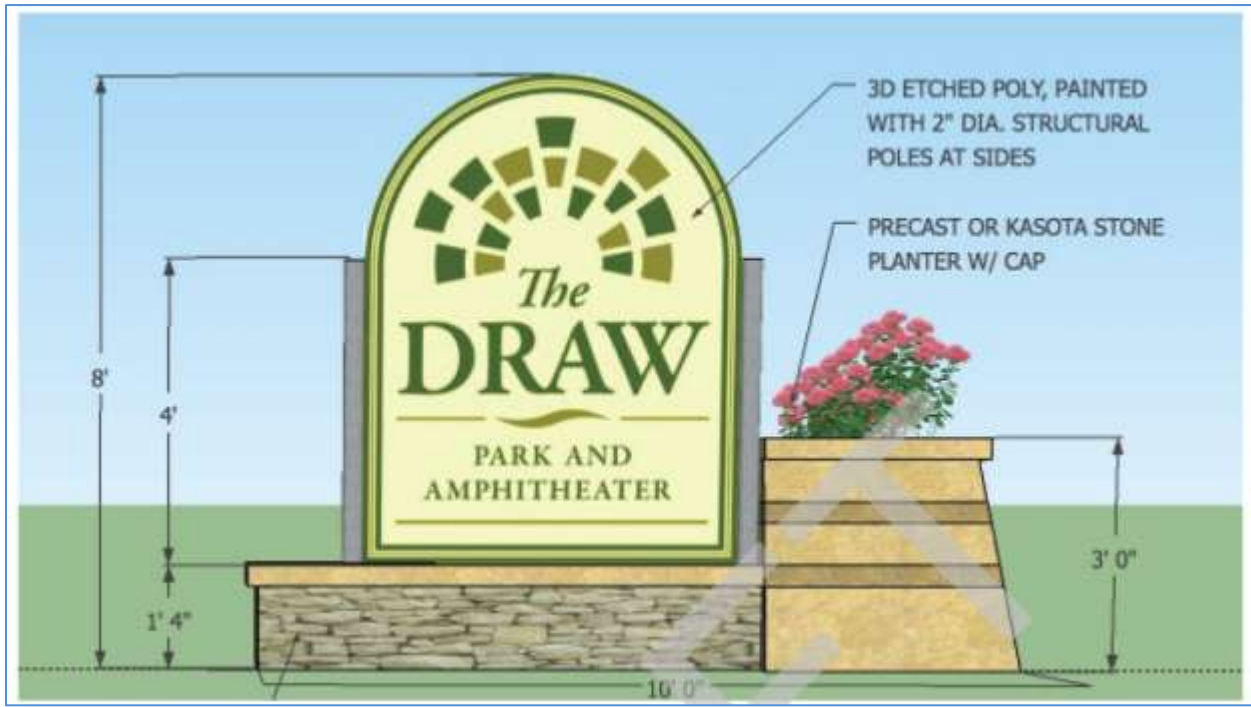 3D ETCHED POLY, PAINTED
WITH 2" DIA. STRUCTURAL
POLES AT SIDES
PRECAST OR KASOTA STONE
PLANTER W/ CAP
The
DRAW
PARK AND
AMPHITHEATER
8'
4'
1' 4"
3' 0"
10' 0"